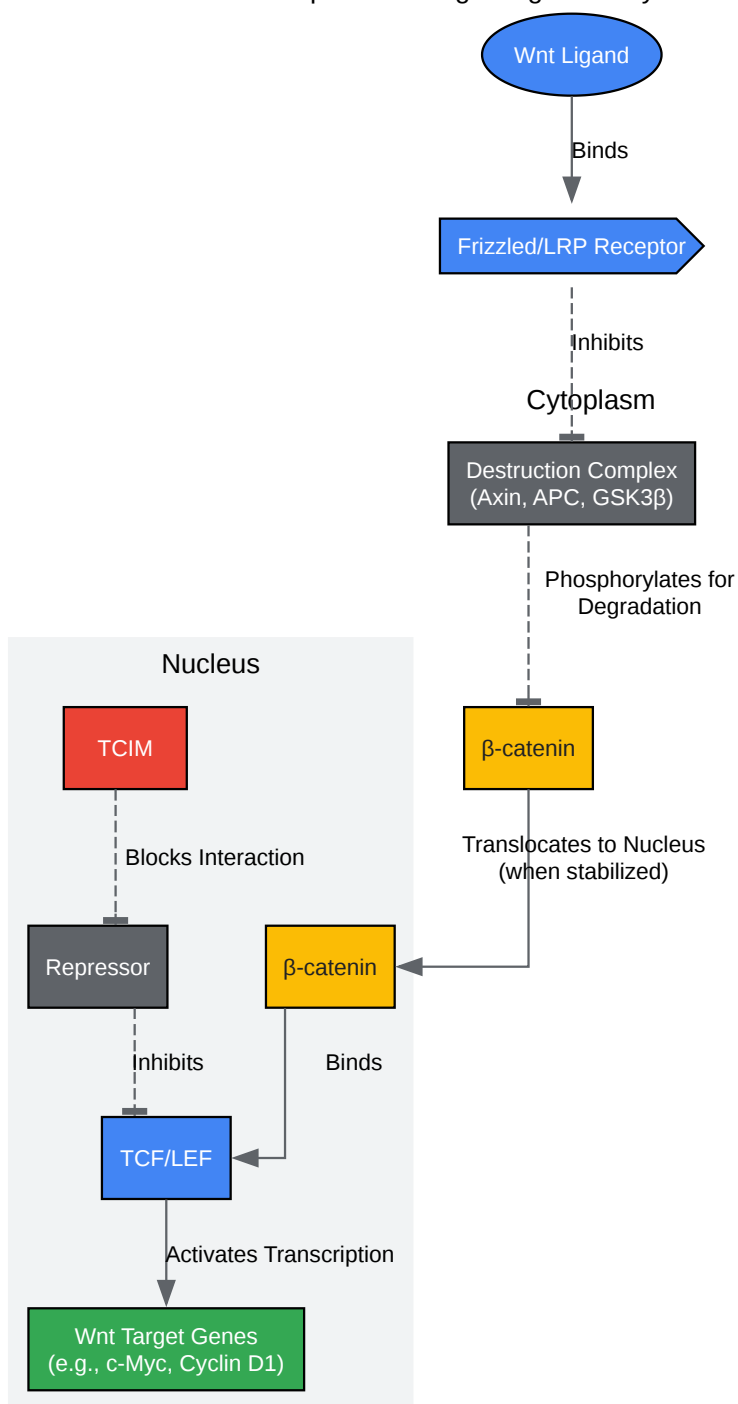 Wnt Ligand
Binds
Frizzled/LRP Receptor
Inhibits
Cytoplasm
Destruction Complex
(Axin, APC, GSK3β)
Phosphorylates for
Degradation
Nucleus
TCIM
β-catenin
Translocates to Nucleus
(when stabilized)
Blocks Interaction
Repressor
β-catenin
Inhibits
Binds
TCF/LEF
Activates Transcription
Wnt Target Genes
(e.g., c-Myc, Cyclin D1)